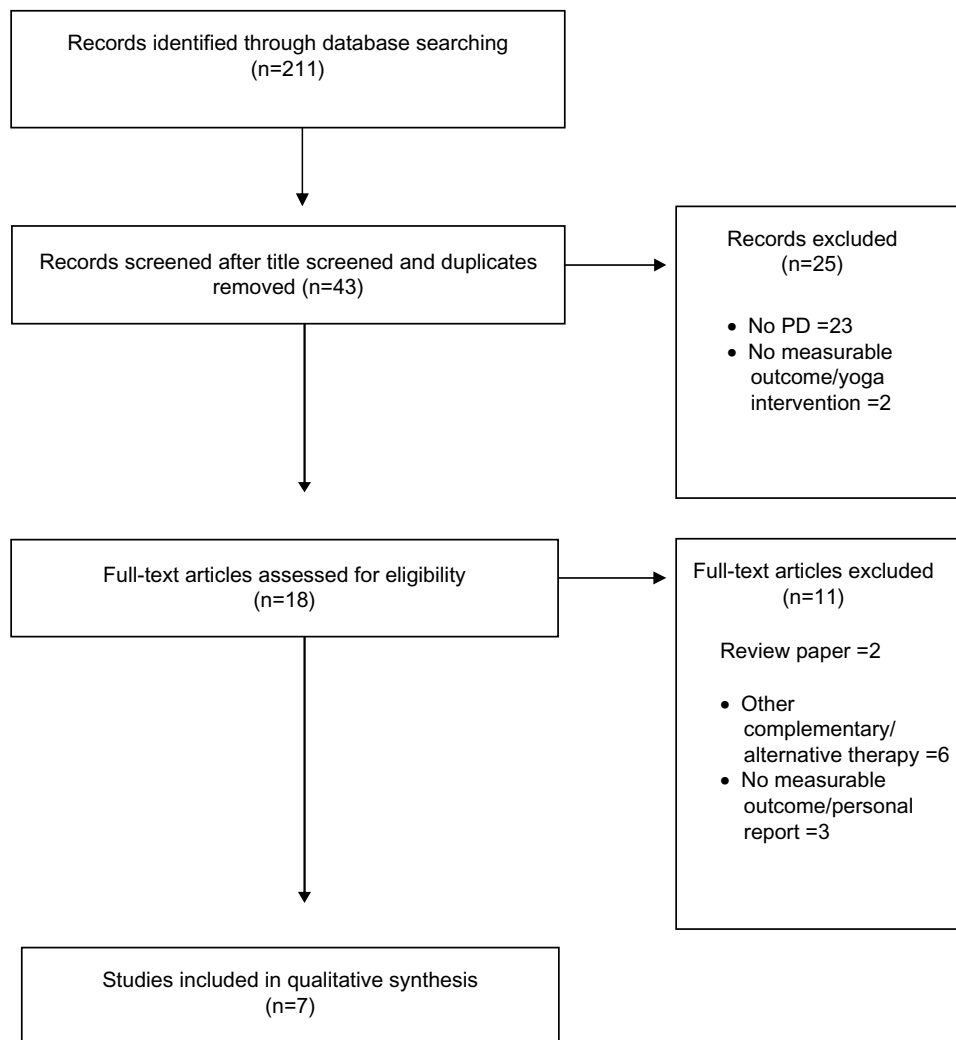 Records identified through database searching
(n=211)
Records screened after title screened and duplicates
removed (n=43)
Records excluded
(n=25)
• No PD =23
• No measurable
outcome/yoga
intervention =2
Full-text articles assessed for eligibility
(n=18)
Full-text articles excluded
(n=11)
Review paper =2
• Other
complementary/
alternative therapy =6
• No measurable
outcome/personal
report =3
Studies included in qualitative synthesis
(n=7)